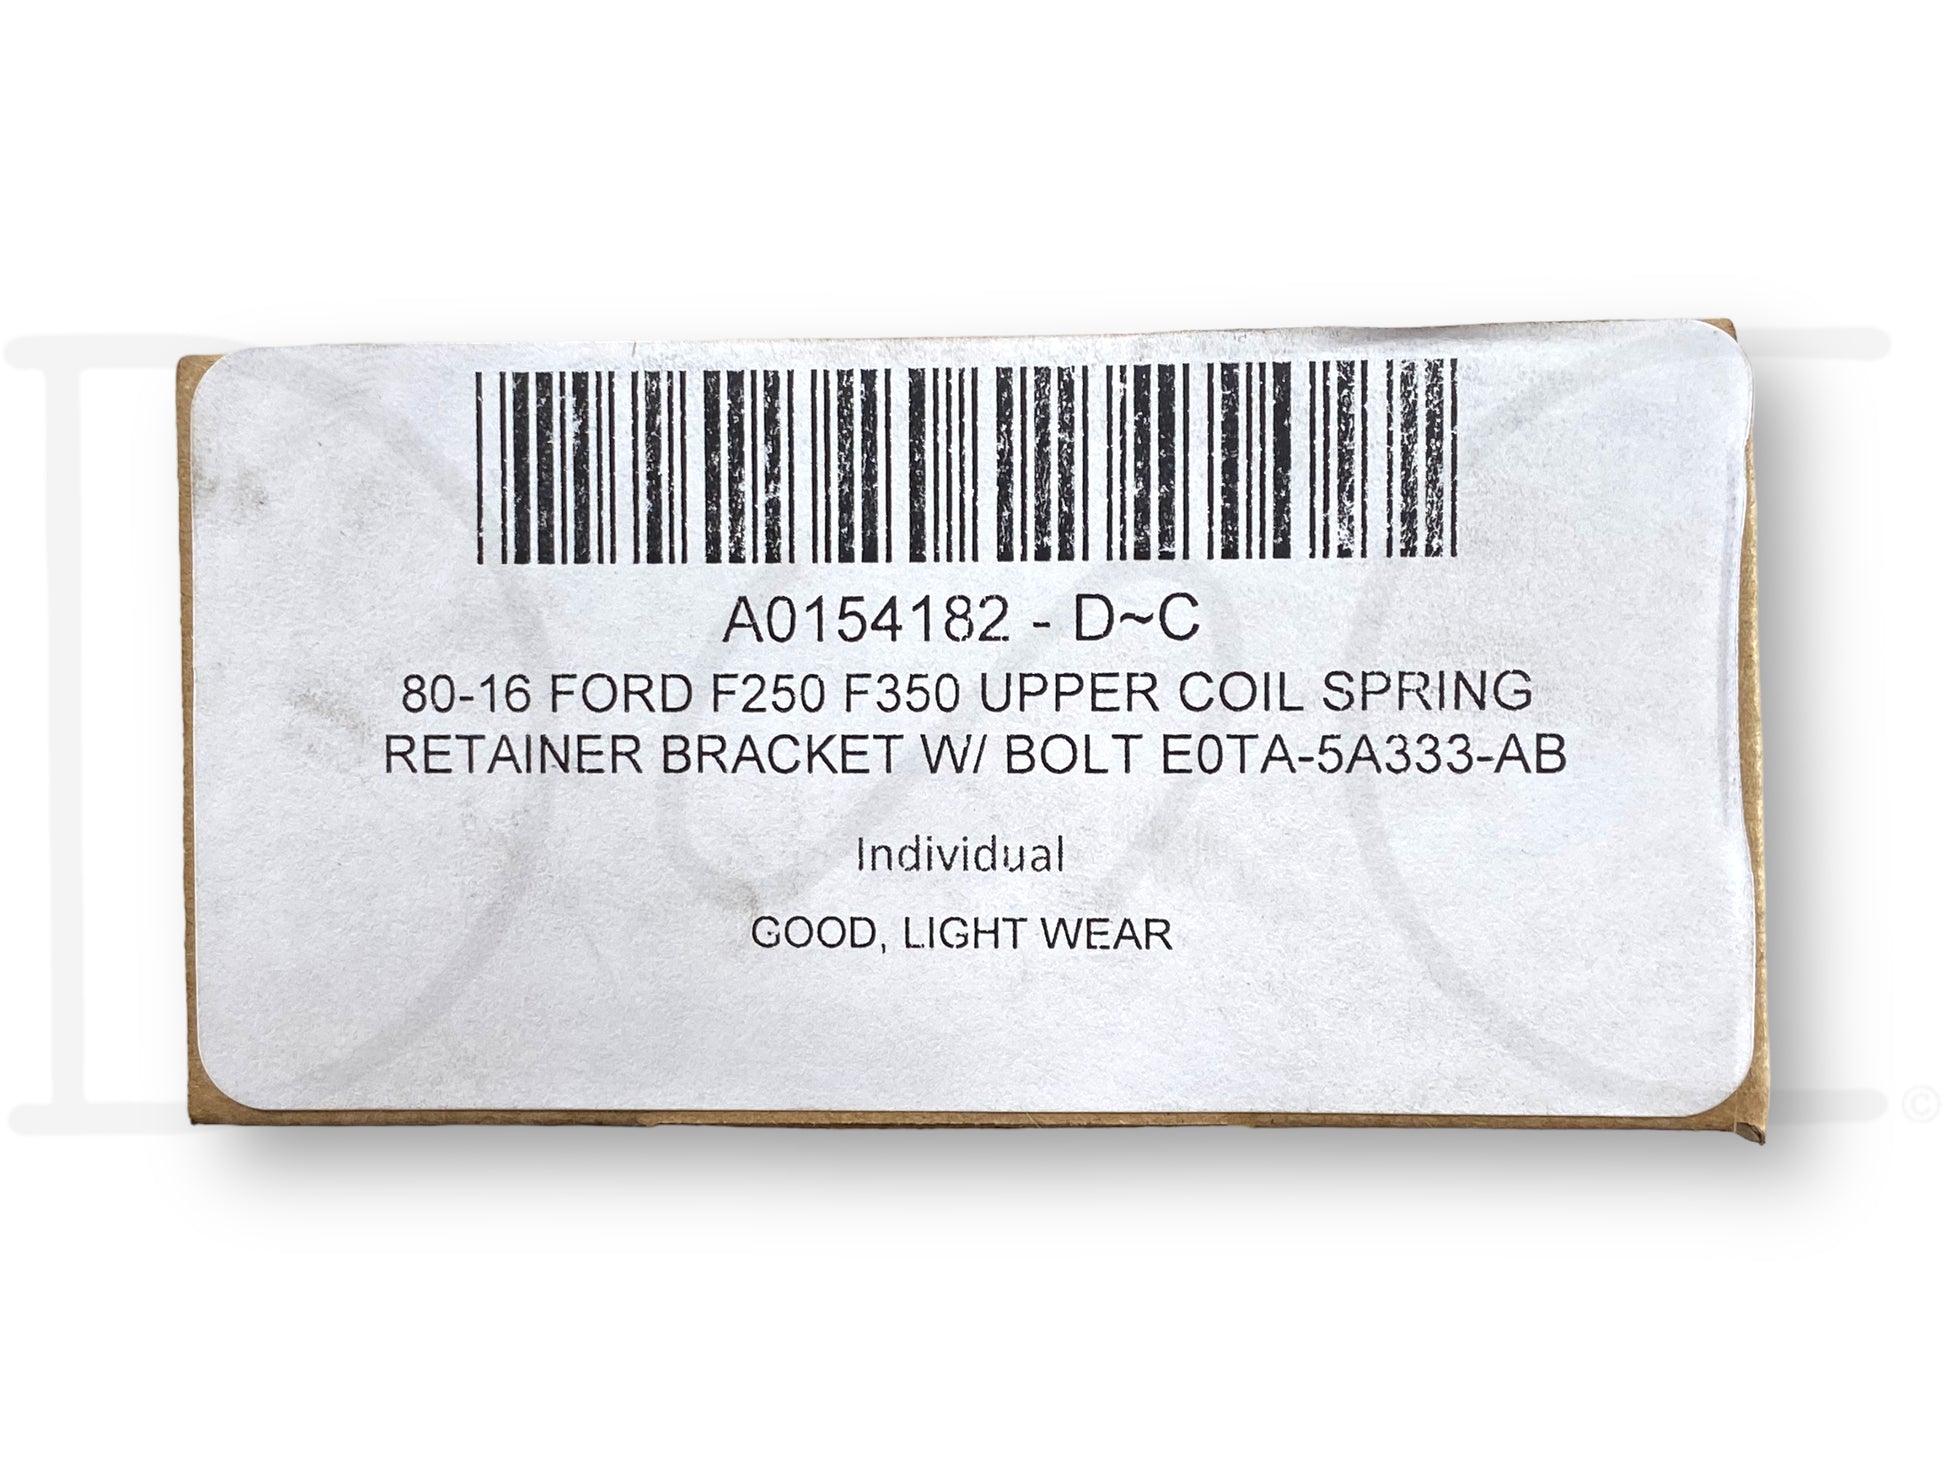 A0154182 - D~C
80-16 FORD F250 F350 UPPER COIL SPRING
RETAINER BRACKET W/ BOLT E0TA-5A333-AB
Individual
GOOD, LIGHT WEAR
©